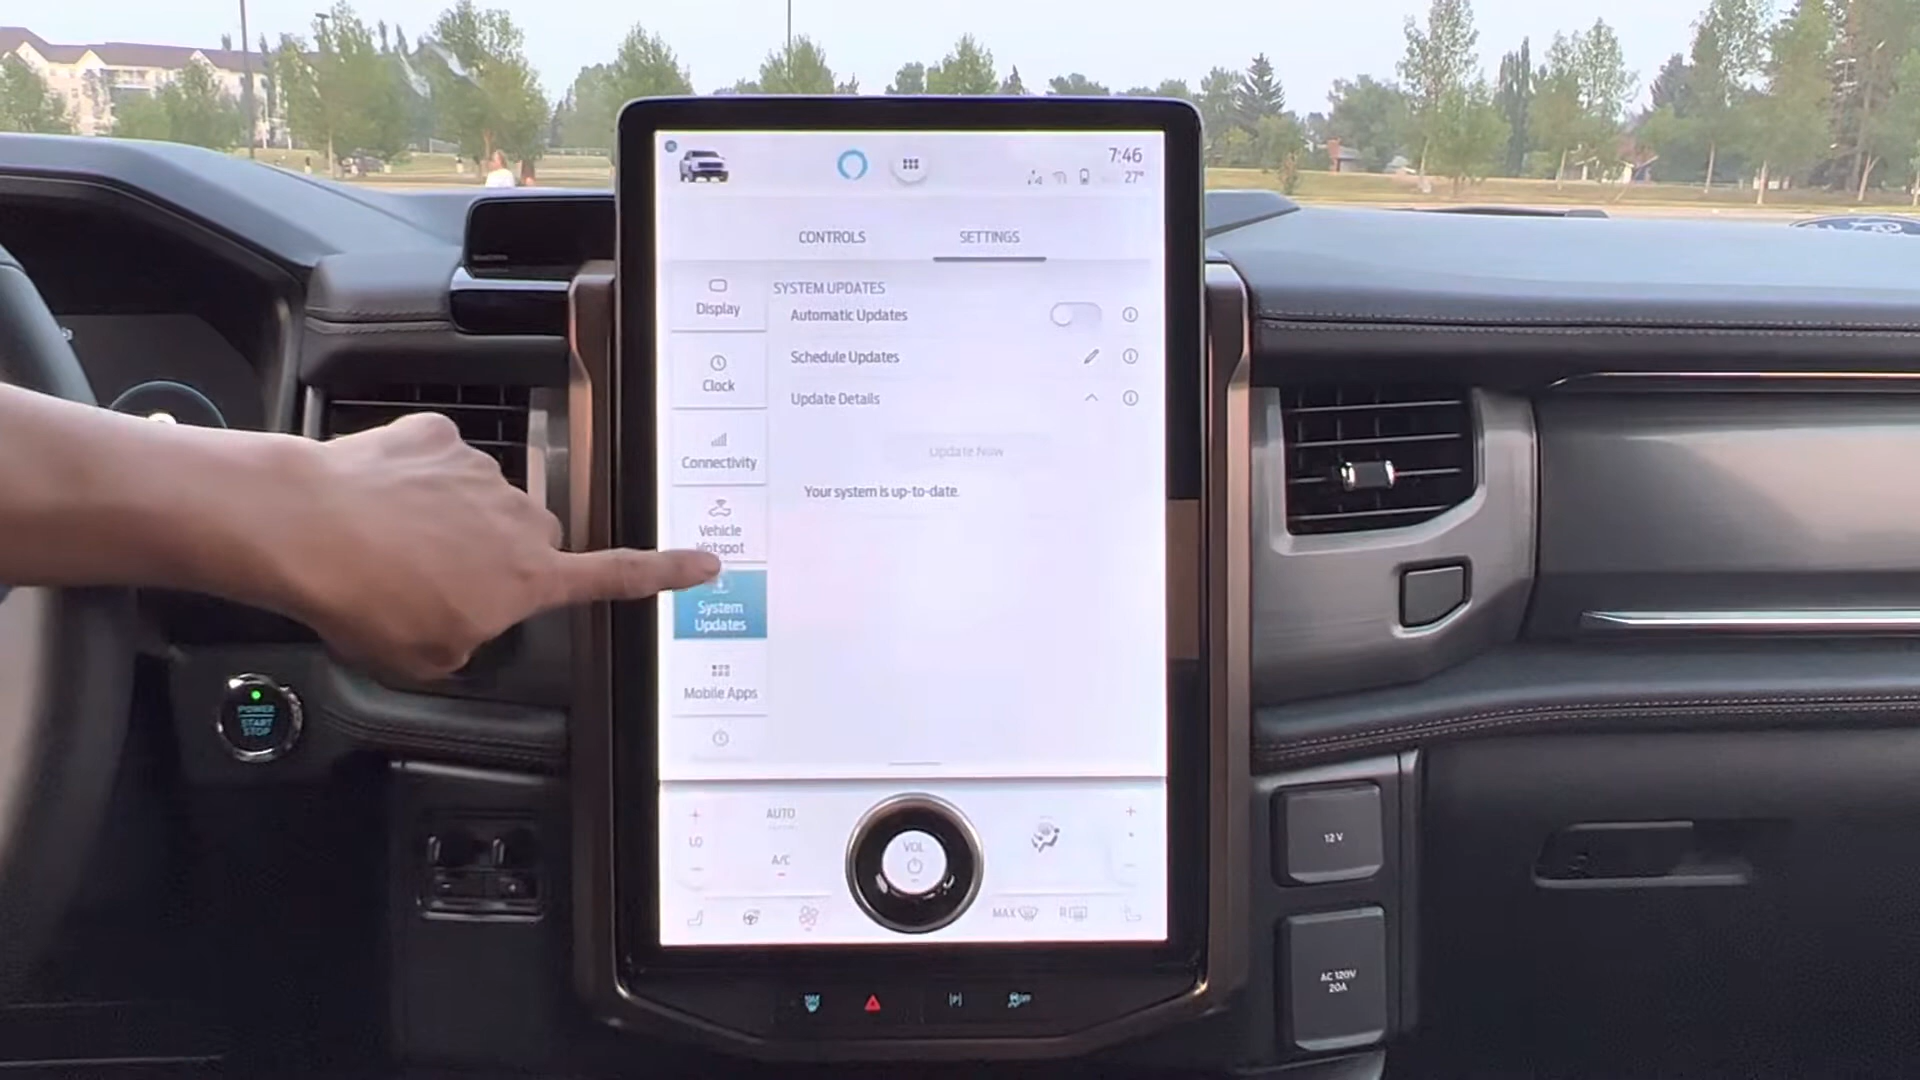 7:46
27°
CONTROLS
SETTINGS
Display
Clock
Connectivity
Vehicle
Hotspot
System
Updates
Mobile Apps
SYSTEM UPDATES
Automatic Updates
Schedule Updates
Update Details
Update Now
Your system is up-to-date.
LO
AUTO
A/C
VOL
MAX
R
POWER
START
STOP
12V
AC 120V
20A
OFF